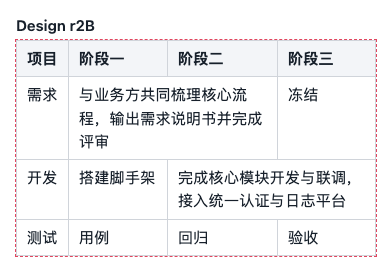 Design r2B
项目 阶段一 阶段二 阶段三
需求 与业务方共同梳理核心流 冻结
程，输出需求说明书并完成
评审
开发 搭建脚手架 完成核心模块开发与联调，
接入统一认证与日志平台
测试 用例 回归 验收